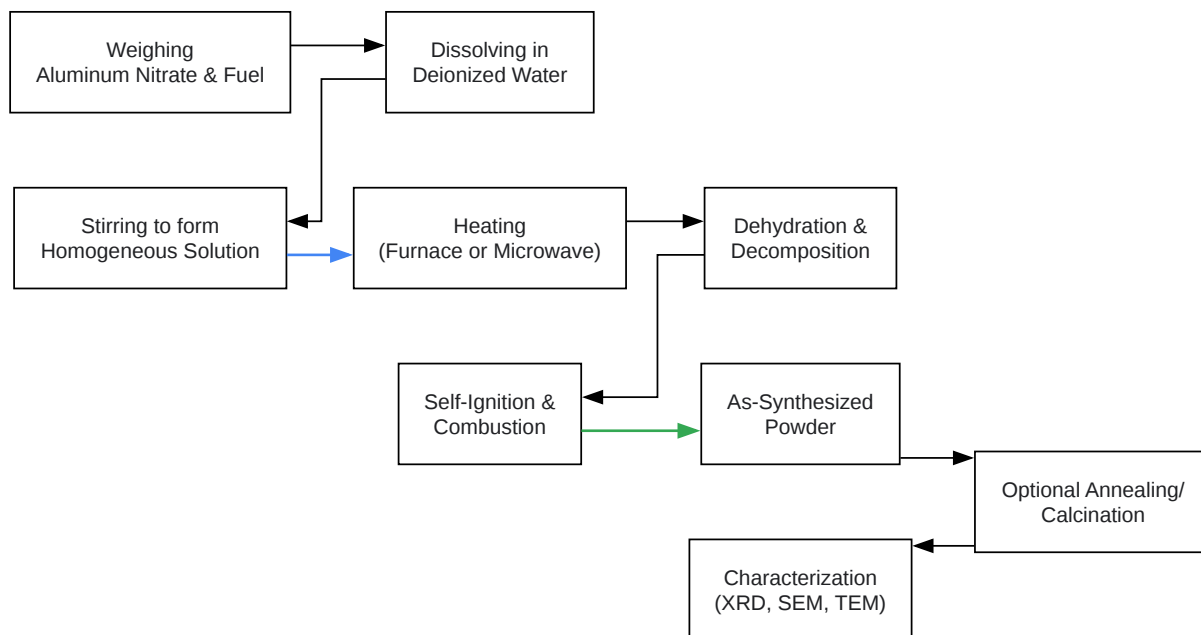 Weighing
Aluminum Nitrate & Fuel
Dissolving in
Deionized Water
Stirring to form
Homogeneous Solution
Heating
(Furnace or Microwave)
Dehydration &
Decomposition
Self-Ignition &
Combustion
As-Synthesized
Powder
Optional Annealing/
Calcination
Characterization
(XRD, SEM, TEM)